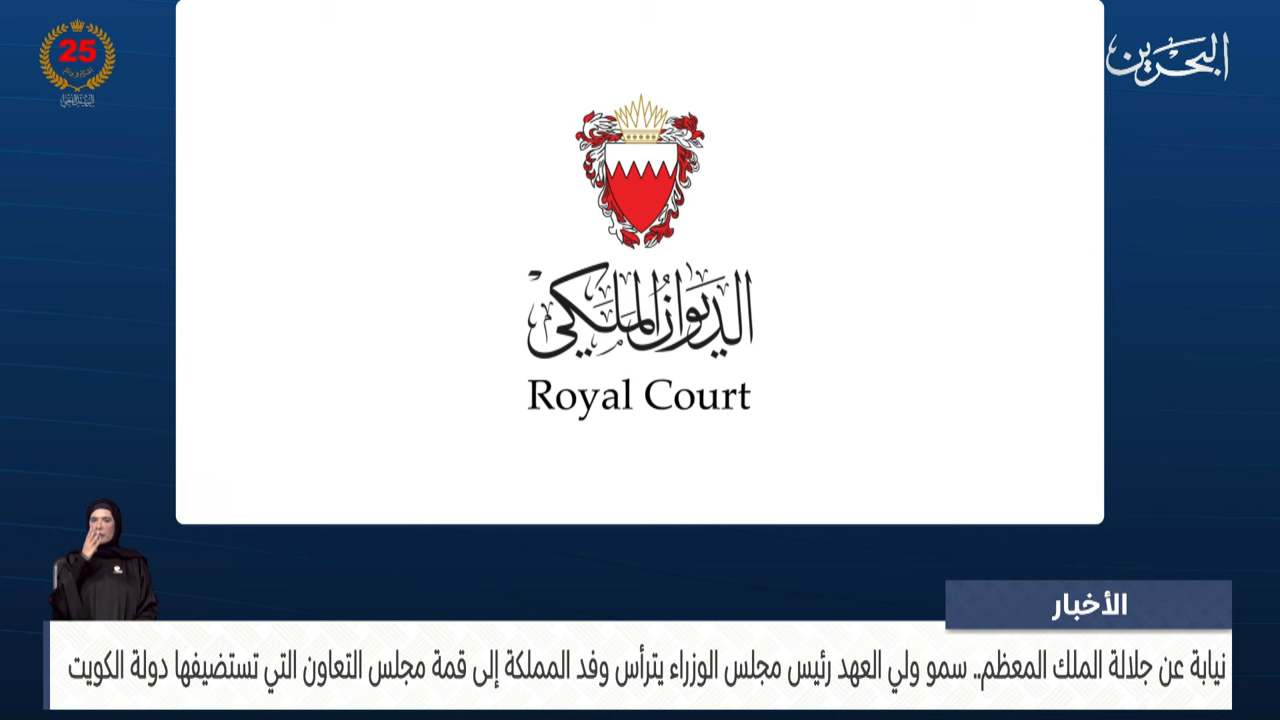 25
البحرين
الديوان الملكي
Royal Court
الأخبار
نيابة عن جلالة الملك المعظم.. سمو ولي العهد رئيس مجلس الوزراء يترأس وفد المملكة إلى قمة مجلس التعاون التي تستضيفها دولة الكويت